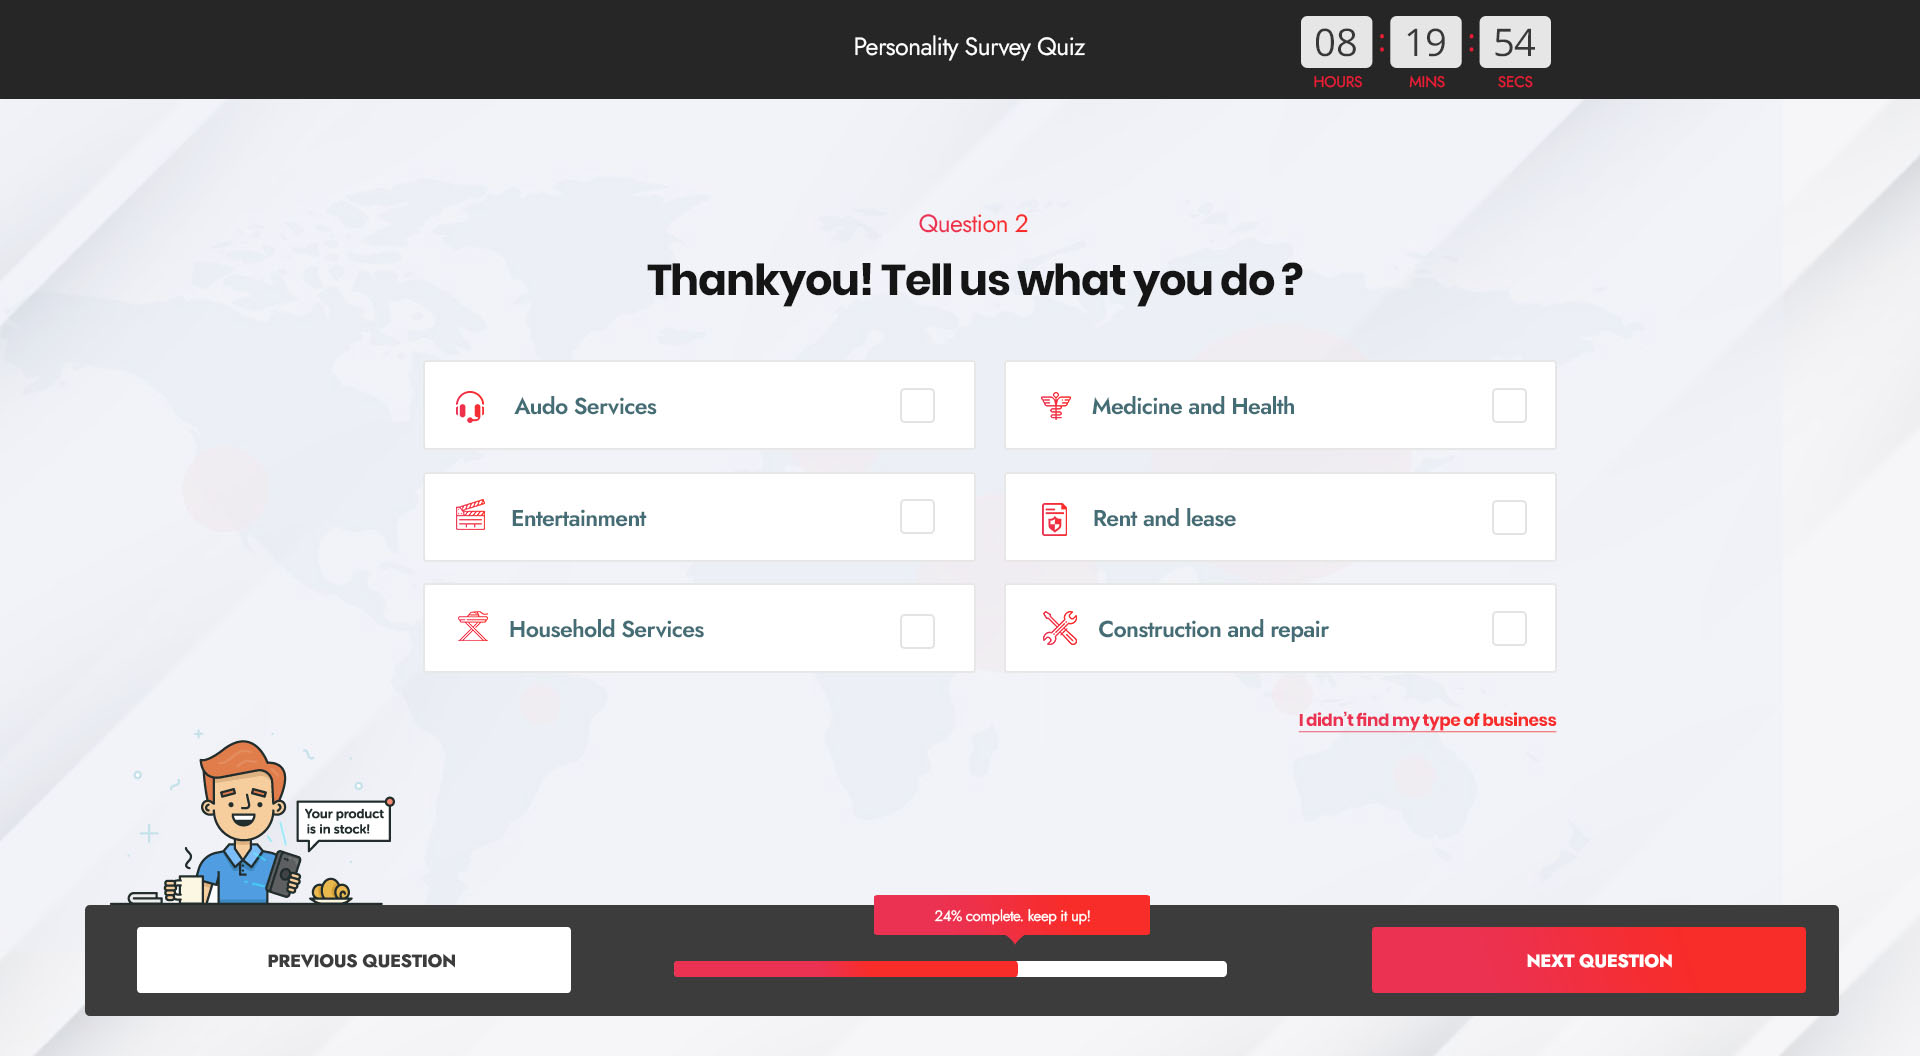 Personality Survey Quiz
08 : 19 : 54
HOURS MINS SECS
Question 2
Thankyou! Tell us what you do ?
Audo Services
Medicine and Health
Entertainment
Rent and lease
Household Services
Construction and repair
I didn't find my type of business
Your product
is in stock!
24% complete. keep it up!
PREVIOUS QUESTION
NEXT QUESTION